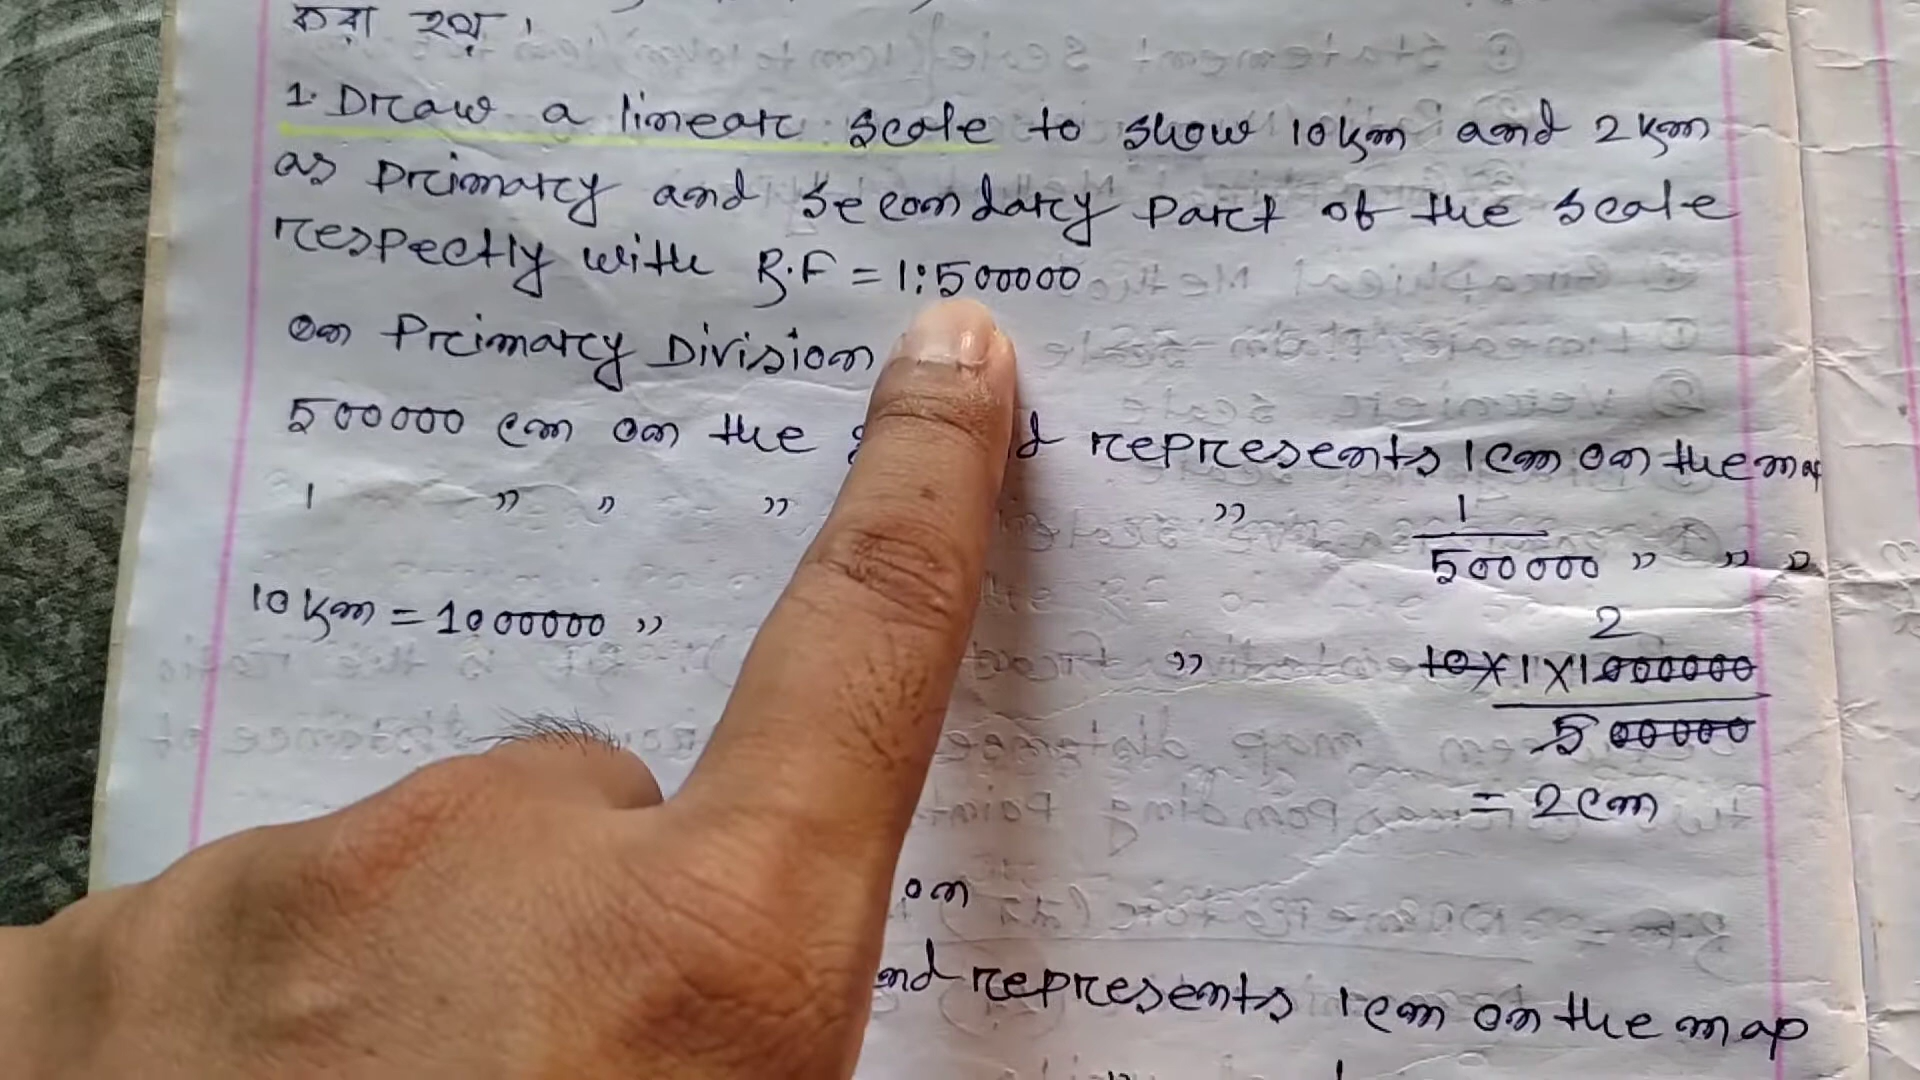 করা হয় ।
1. Draw a linear scale to show 10 km and 2 km
as Primary and Secondary Part of the scale
respectly with R.F = 1:500000
on Primary Division
500000 cm on the represents 1 cm on the map
1 " " " " 1/500000 " " "
10 km = 1000000 " " 10×1×1000000/500000 2
= 2 cm
on
represents 1 cm on the map